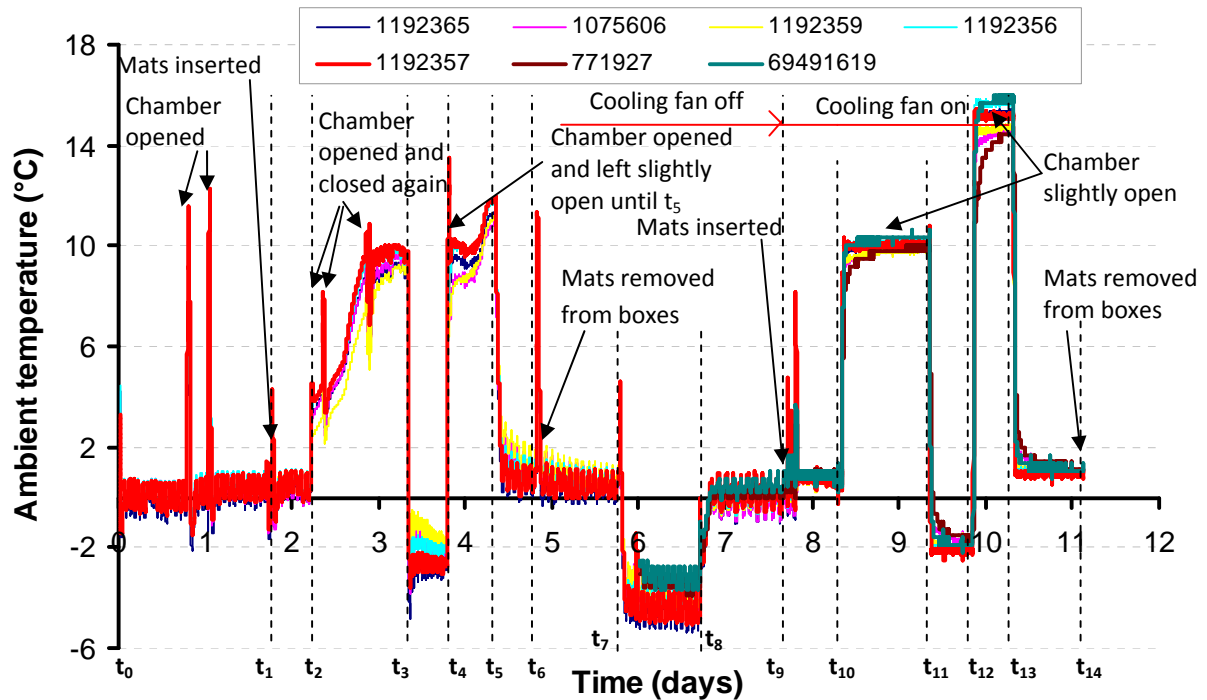 1192365 1075606 1192359 1192356
1192357 771927 69491619
Ambient temperature (°C)
18
14
10
6
2
-2
-6
Mats inserted
Chamber
opened
Chamber
opened and
closed again
Cooling fan off
Cooling fan on
Chamber opened
and left slightly
open until t5
Mats inserted
Mats removed
from boxes
Chamber
slightly open
Mats removed
from boxes
0 1 2 3 4 5 6 7 8 9 10 11 12
t0 t1 t2 t3 t4 t5 t6 t7 t8 t9 t10 t11 t12 t13 t14
Time (days)